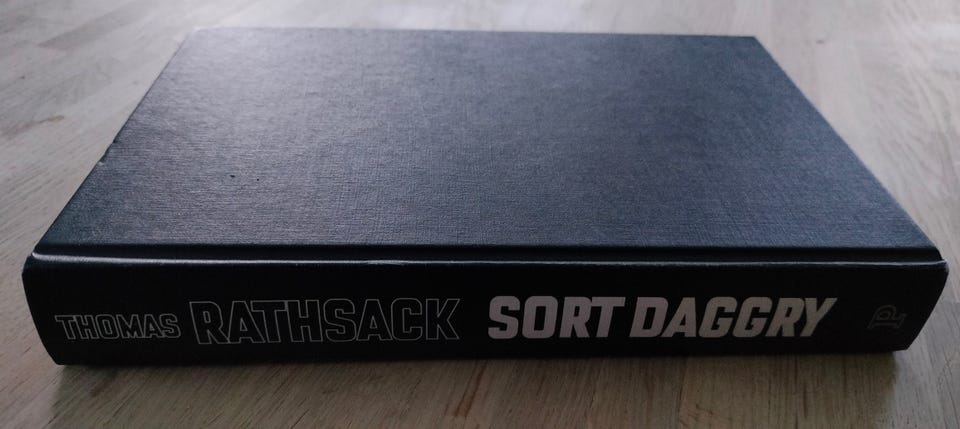 THOMAS RATHSACK SORT DAGGRY P